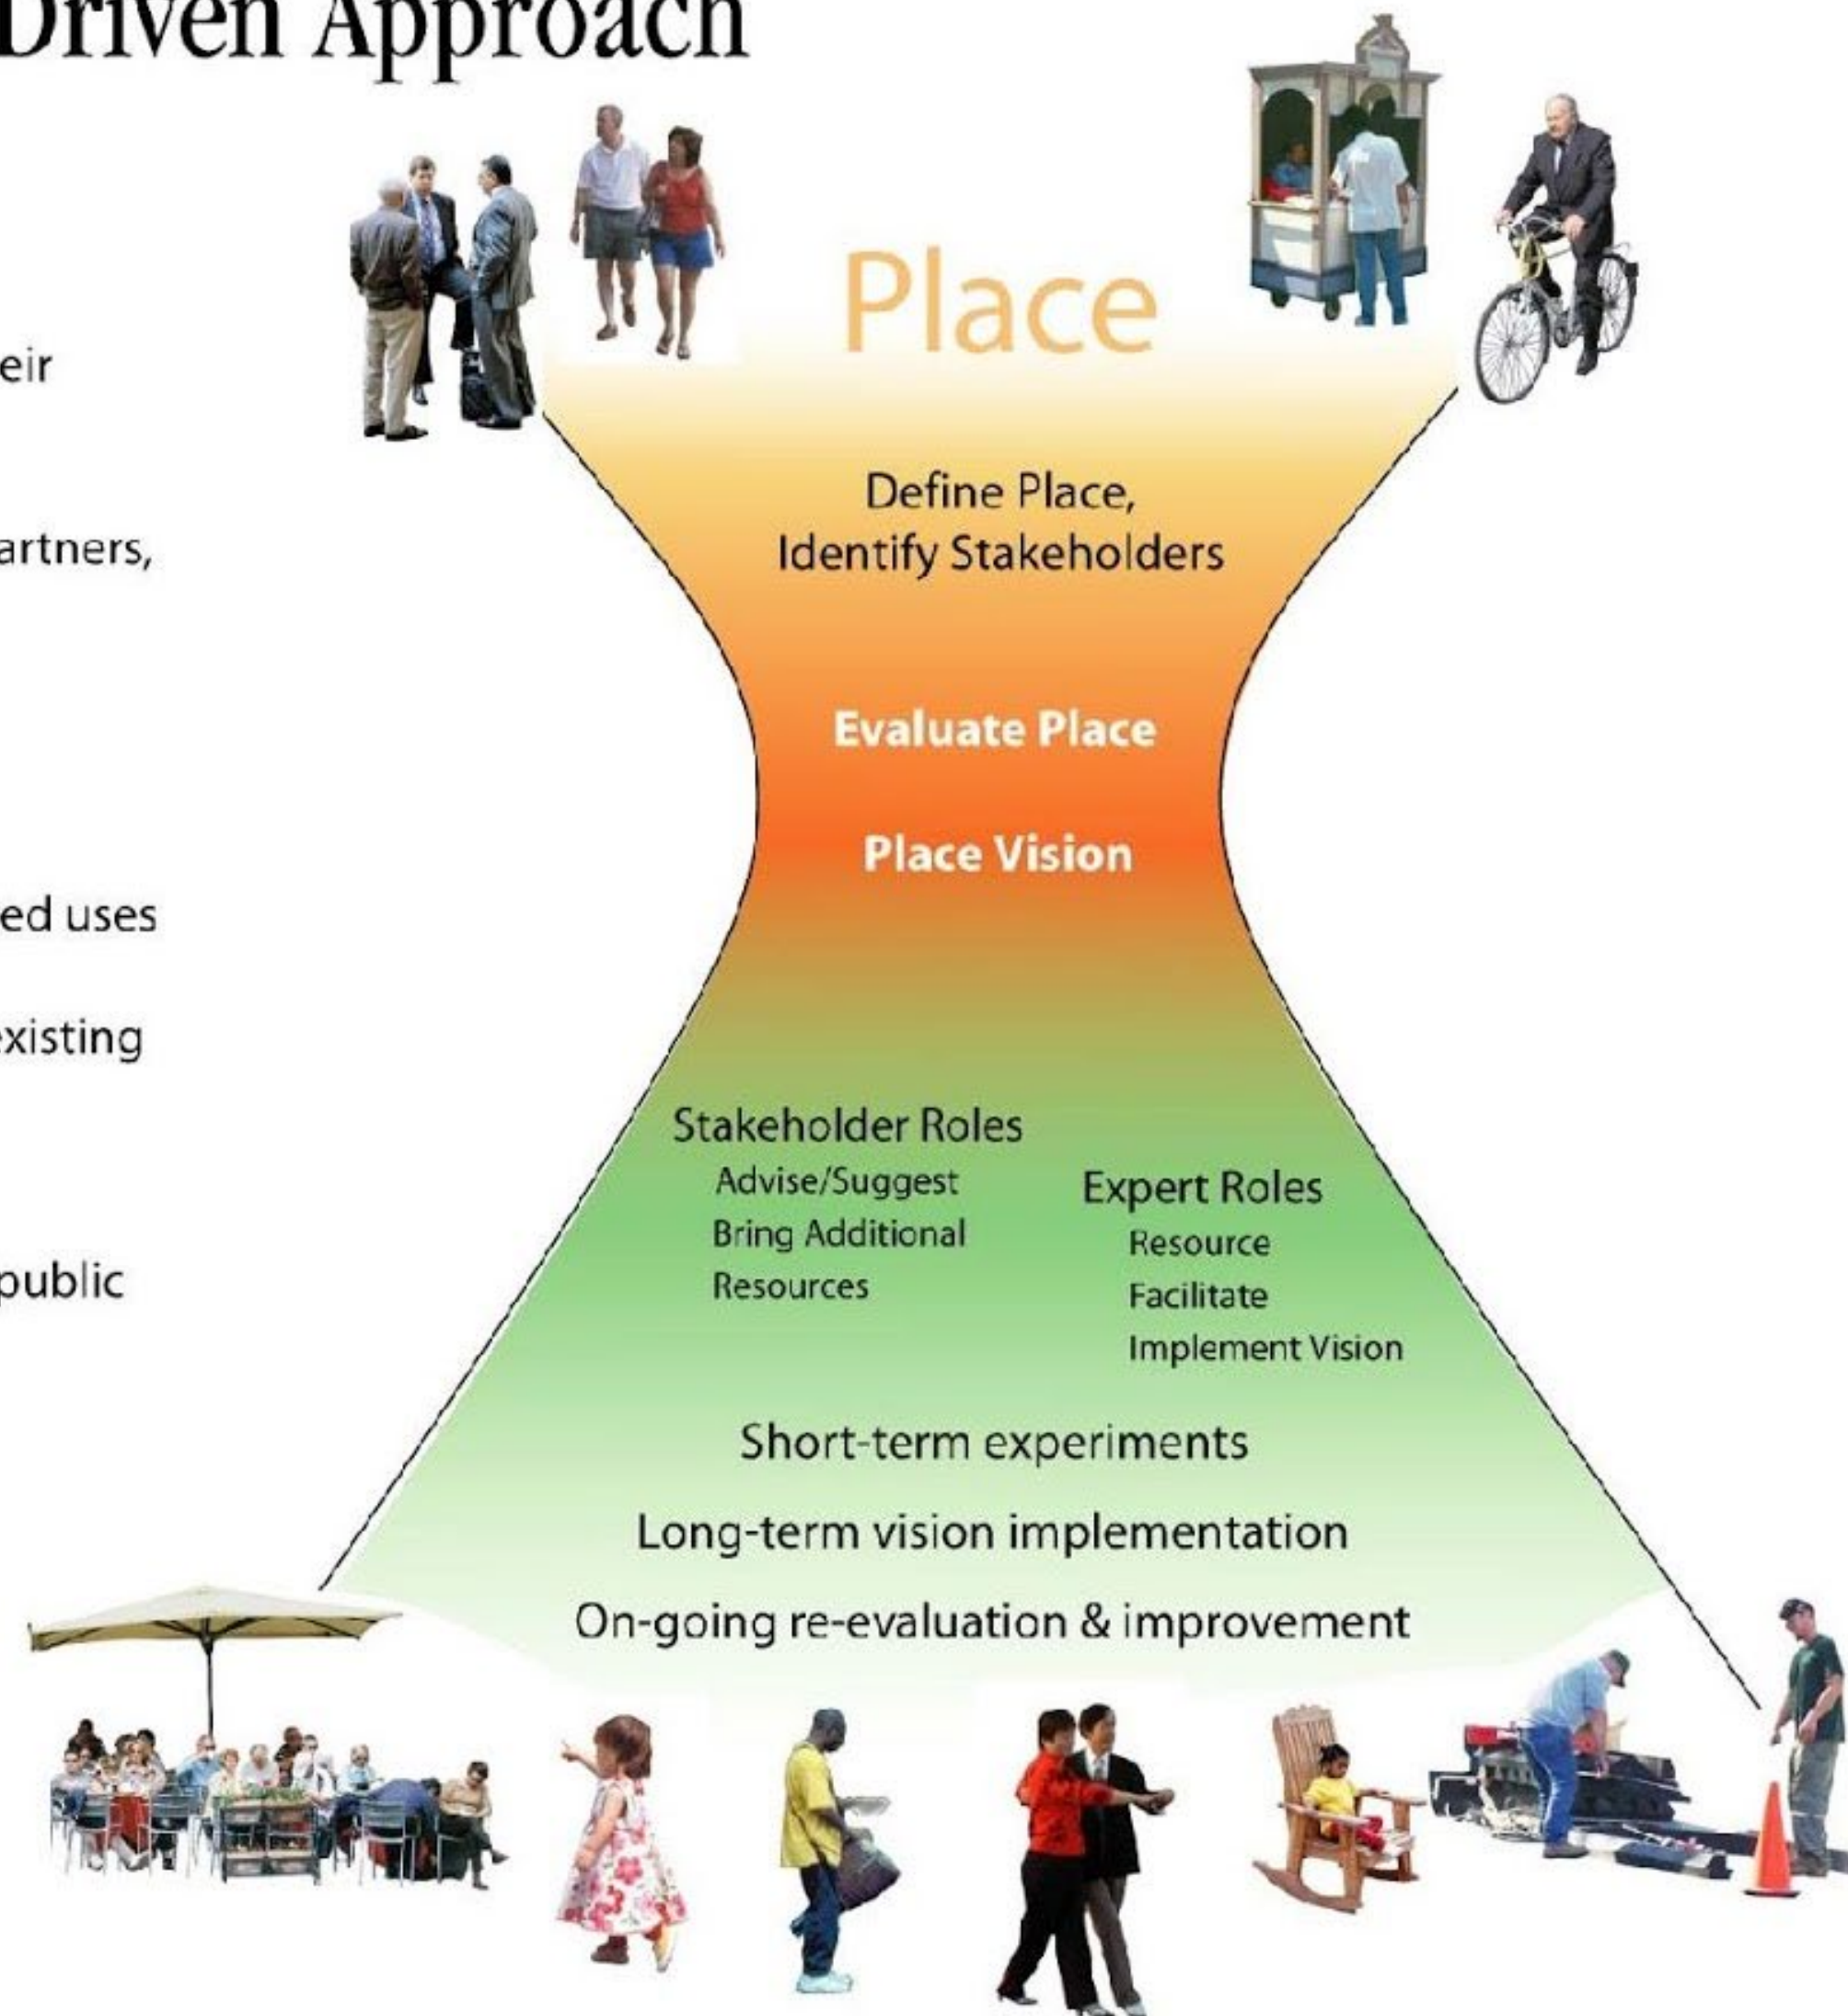 Driven Approach
eir
artners,
ed uses
existing
public
Place
Define Place,
Identify Stakeholders
Evaluate Place
Place Vision
Stakeholder Roles
Advise/Suggest
Bring Additional
Resources
Expert Roles
Resource
Facilitate
Implement Vision
Short-term experiments
Long-term vision implementation
On-going re-evaluation & improvement